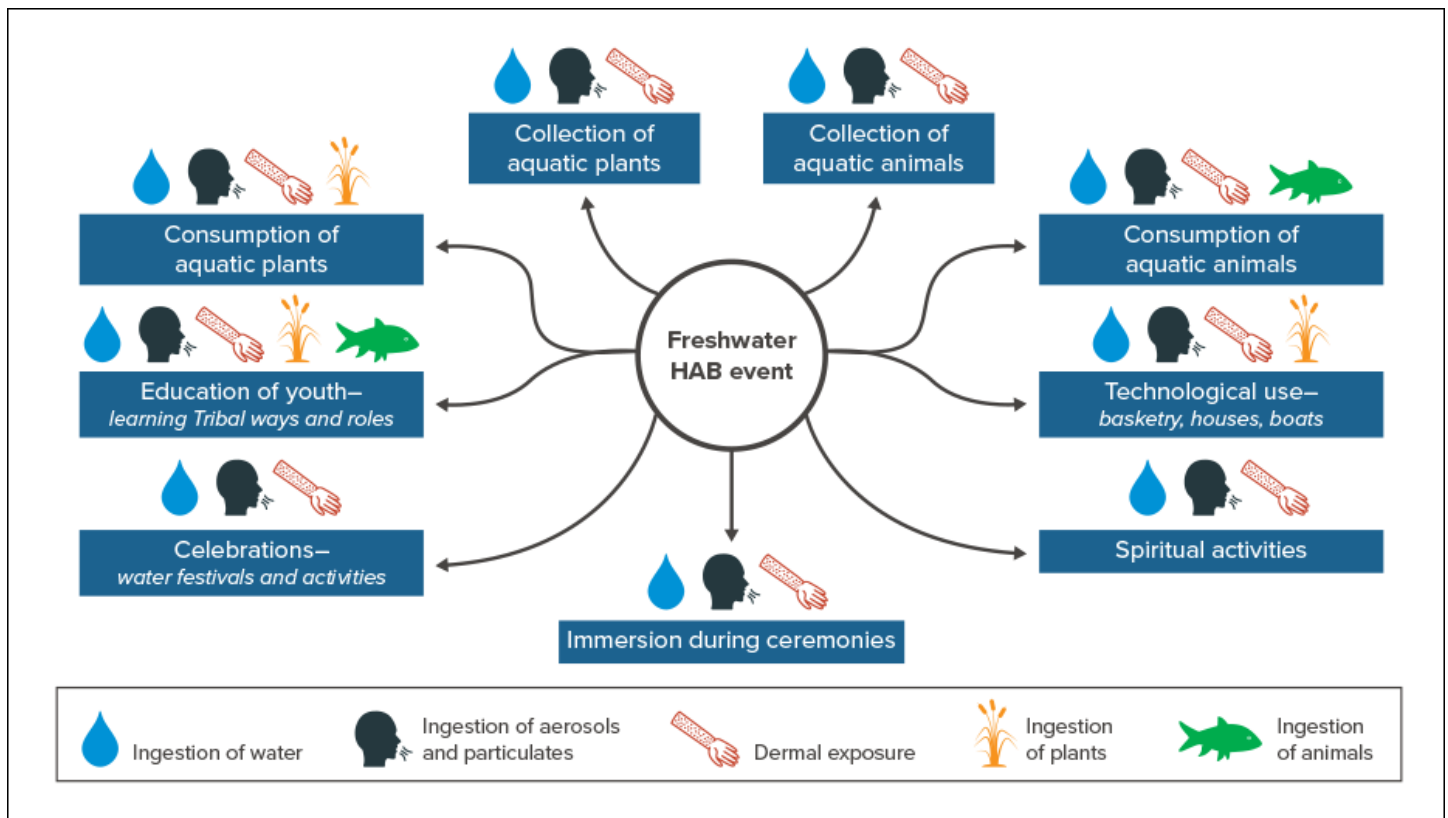 Collection of
aquatic plants
Collection of
aquatic animals
Consumption of
aquatic plants
Consumption of
aquatic animals
Freshwater
HAB event
Education of youth–
learning Tribal ways and roles
Technological use–
basketry, houses, boats
Celebrations–
water festivals and activities
Spiritual activities
Immersion during ceremonies
Ingestion of water
Ingestion of aerosols
and particulates
Dermal exposure
Ingestion
of plants
Ingestion
of animals